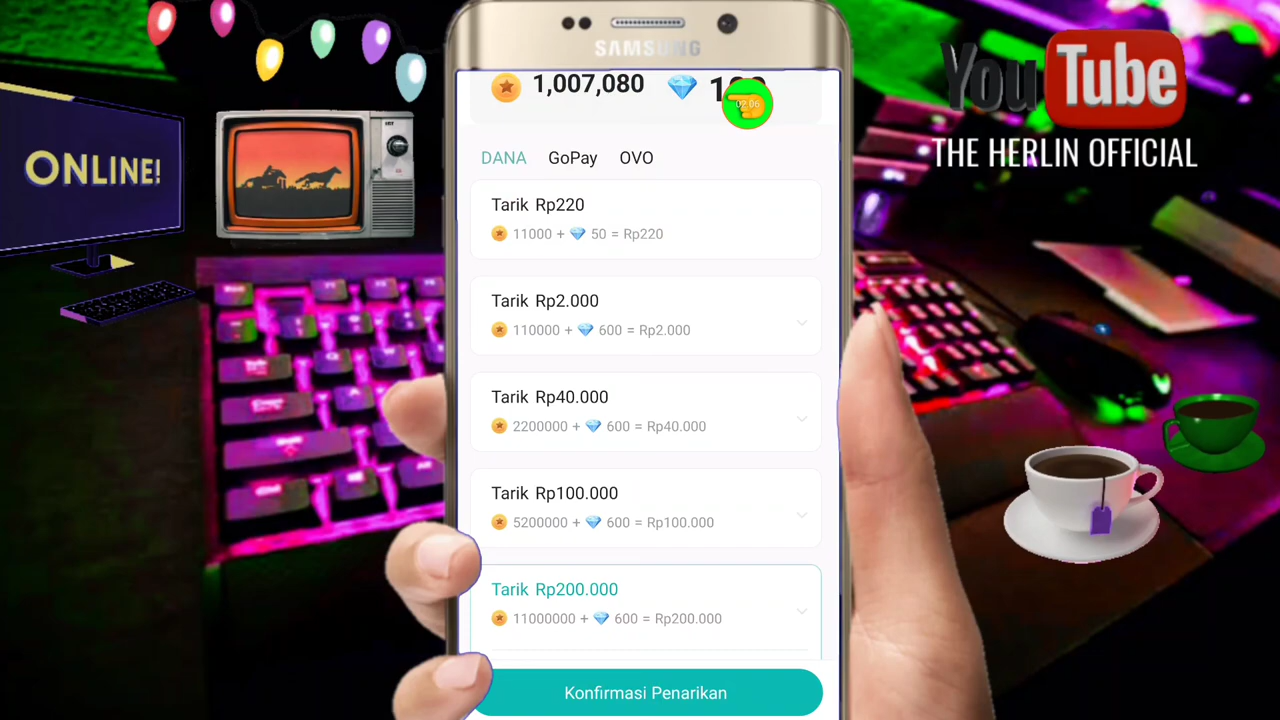 SAMSUNG
1,007,080
02:06
DANA GoPay OVO
Tarik Rp220
11000 + 50 = Rp220
Tarik Rp2.000
110000 + 600 = Rp2.000
Tarik Rp40.000
2200000 + 600 = Rp40.000
Tarik Rp100.000
5200000 + 600 = Rp100.000
Tarik Rp200.000
11000000 + 600 = Rp200.000
Konfirmasi Penarikan
ONLINE!
YouTube
THE HERLIN OFFICIAL